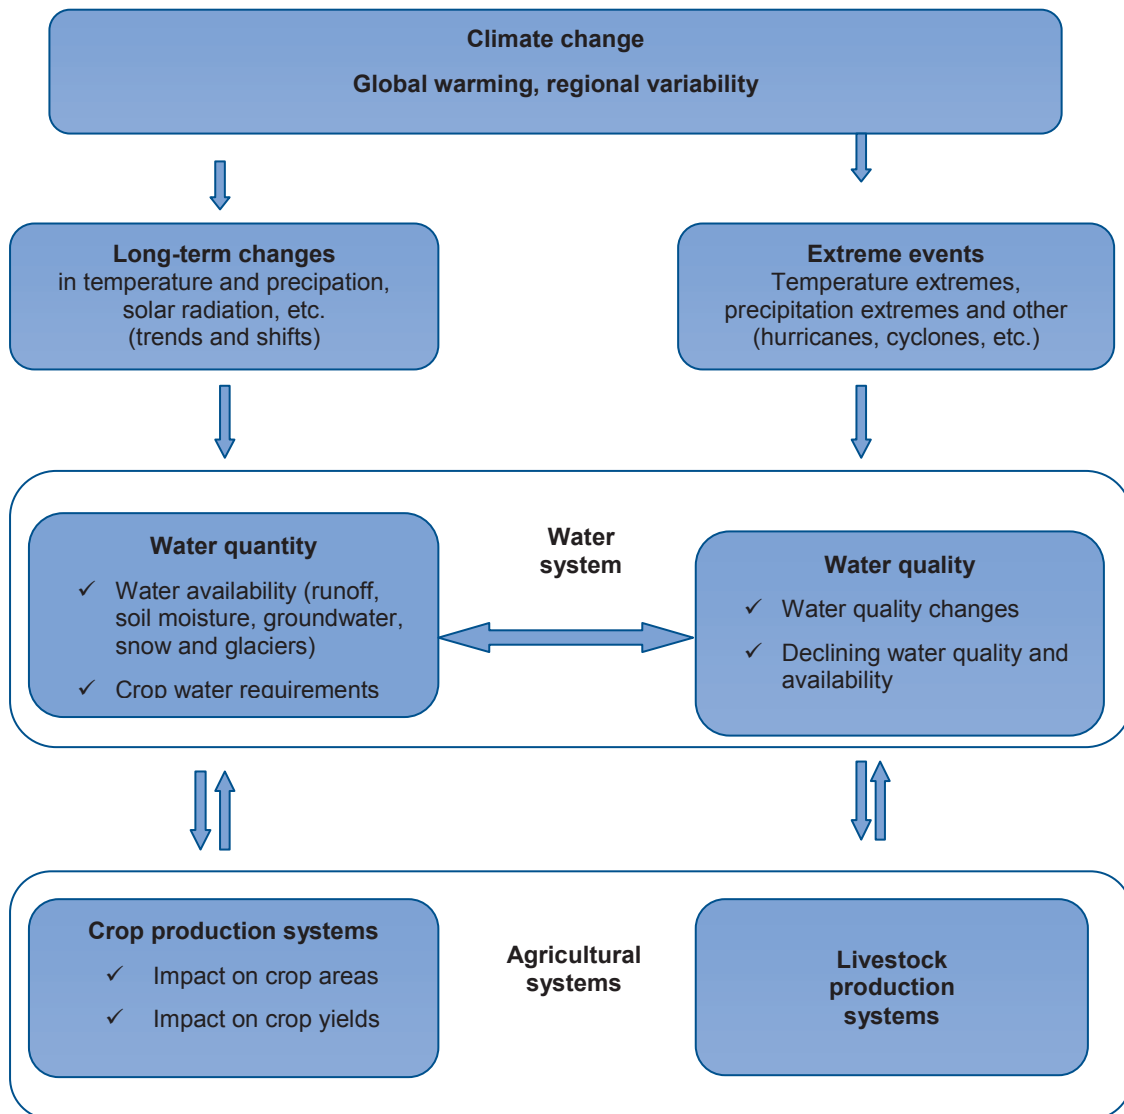 Climate change
Global warming, regional variability
Long-term changes
in temperature and precipation,
solar radiation, etc.
(trends and shifts)
Extreme events
Temperature extremes,
precipitation extremes and other
(hurricanes, cyclones, etc.)
Water quantity
✓ Water availability (runoff,
soil moisture, groundwater,
snow and glaciers)
✓ Crop water requirements
Water
system
Water quality
✓ Water quality changes
✓ Declining water quality and
availability
Crop production systems
✓ Impact on crop areas
✓ Impact on crop yields
Agricultural
systems
Livestock
production
systems